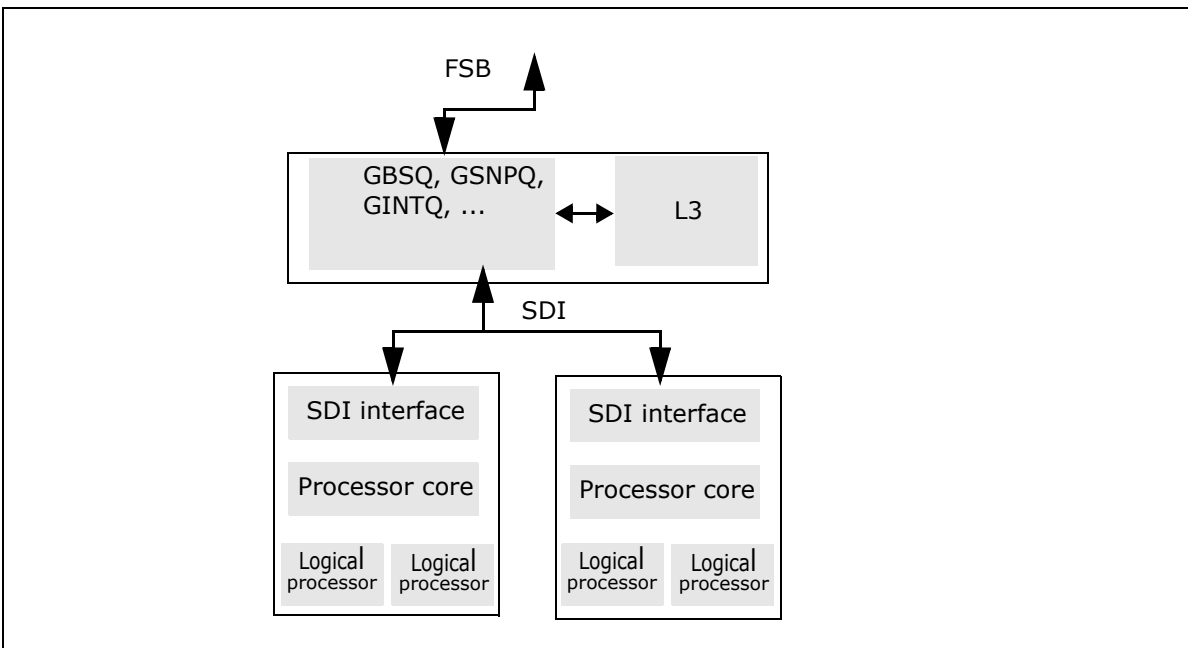 FSB
GBSQ, GSNPQ,
GINTQ, ...
L3
SDI
SDI interface
Processor core
Logical
processor
Logical
processor
SDI interface
Processor core
Logical
processor
Logical
processor